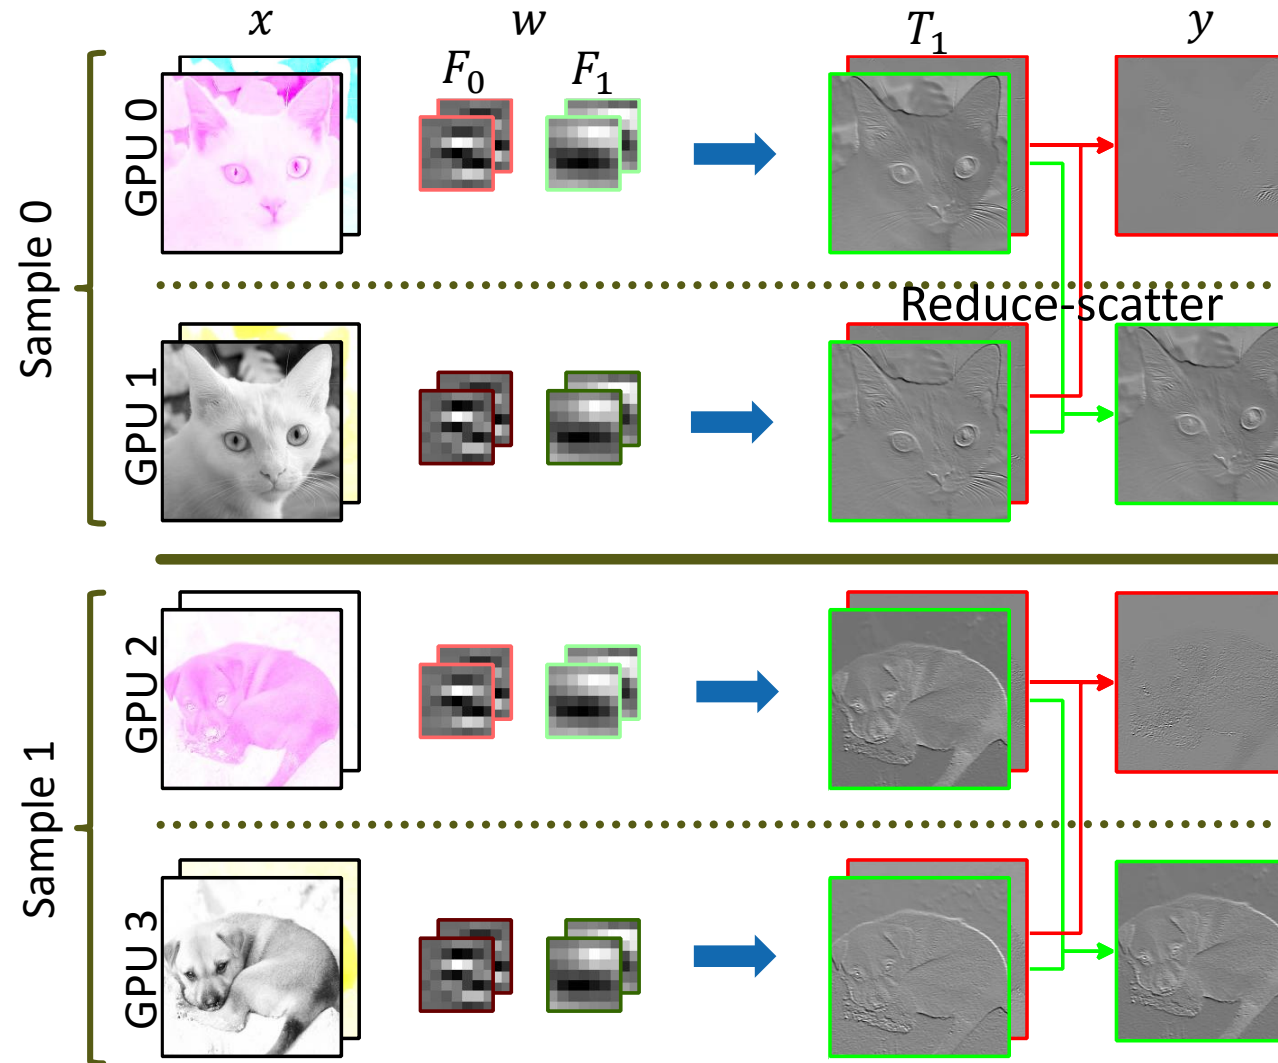 x w T₁ y
F₀ F₁
Sample 0
GPU 0
Reduce-scatter
GPU 1
Sample 1
GPU 2
GPU 3